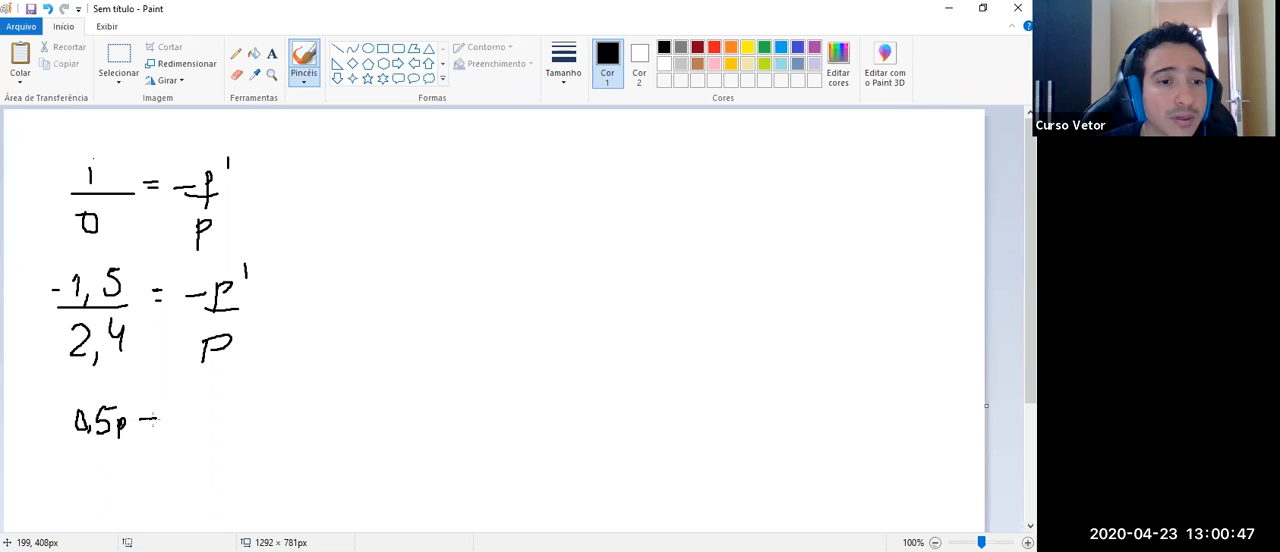 Sem título - Paint
Arquivo Início Exibir
Colar
Recortar
Copiar
Área de Transferência
Selecionar
Cortar
Redimensionar
Girar
Imagem
A
Ferramentas
Pincéis
Contorno
Preenchimento
Formas
Tamanho
Cor 1
Cor 2
Editar cores
Editar com o Paint 3D
Cores
Curso Vetor
i/o = -p'/p
-1,5/2,4 = -p'/p
0,5p -
199, 408px
1292 × 781px
100%
2020-04-23 13:00:47